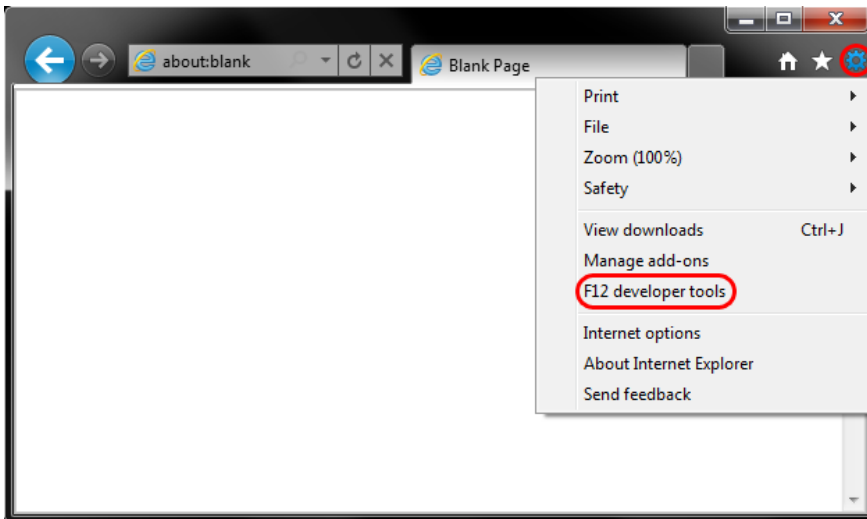 about:blank
Blank Page
Print
File
Zoom (100%)
Safety
View downloads Ctrl+J
Manage add-ons
F12 developer tools
Internet options
About Internet Explorer
Send feedback